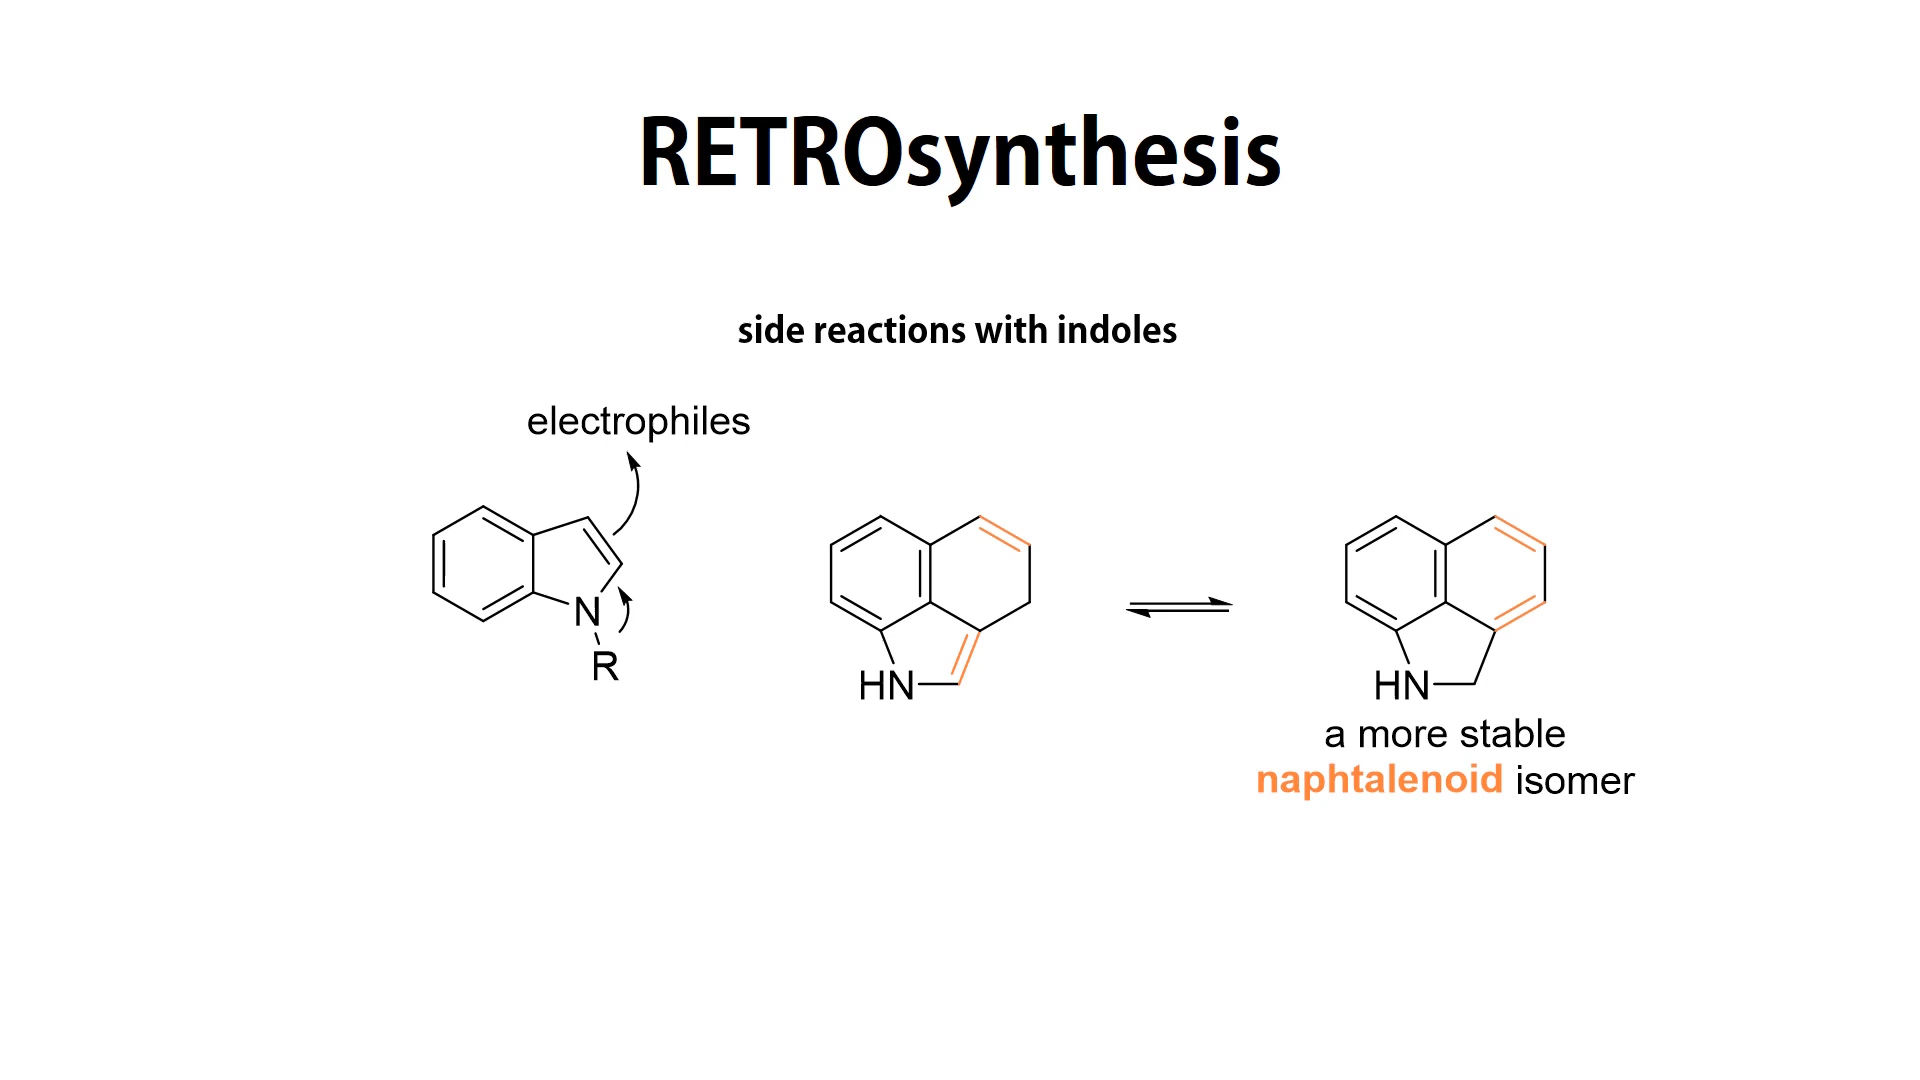 RETROsynthesis
side reactions with indoles
electrophiles
N
R
HN
HN
a more stable
naphtalenoid isomer